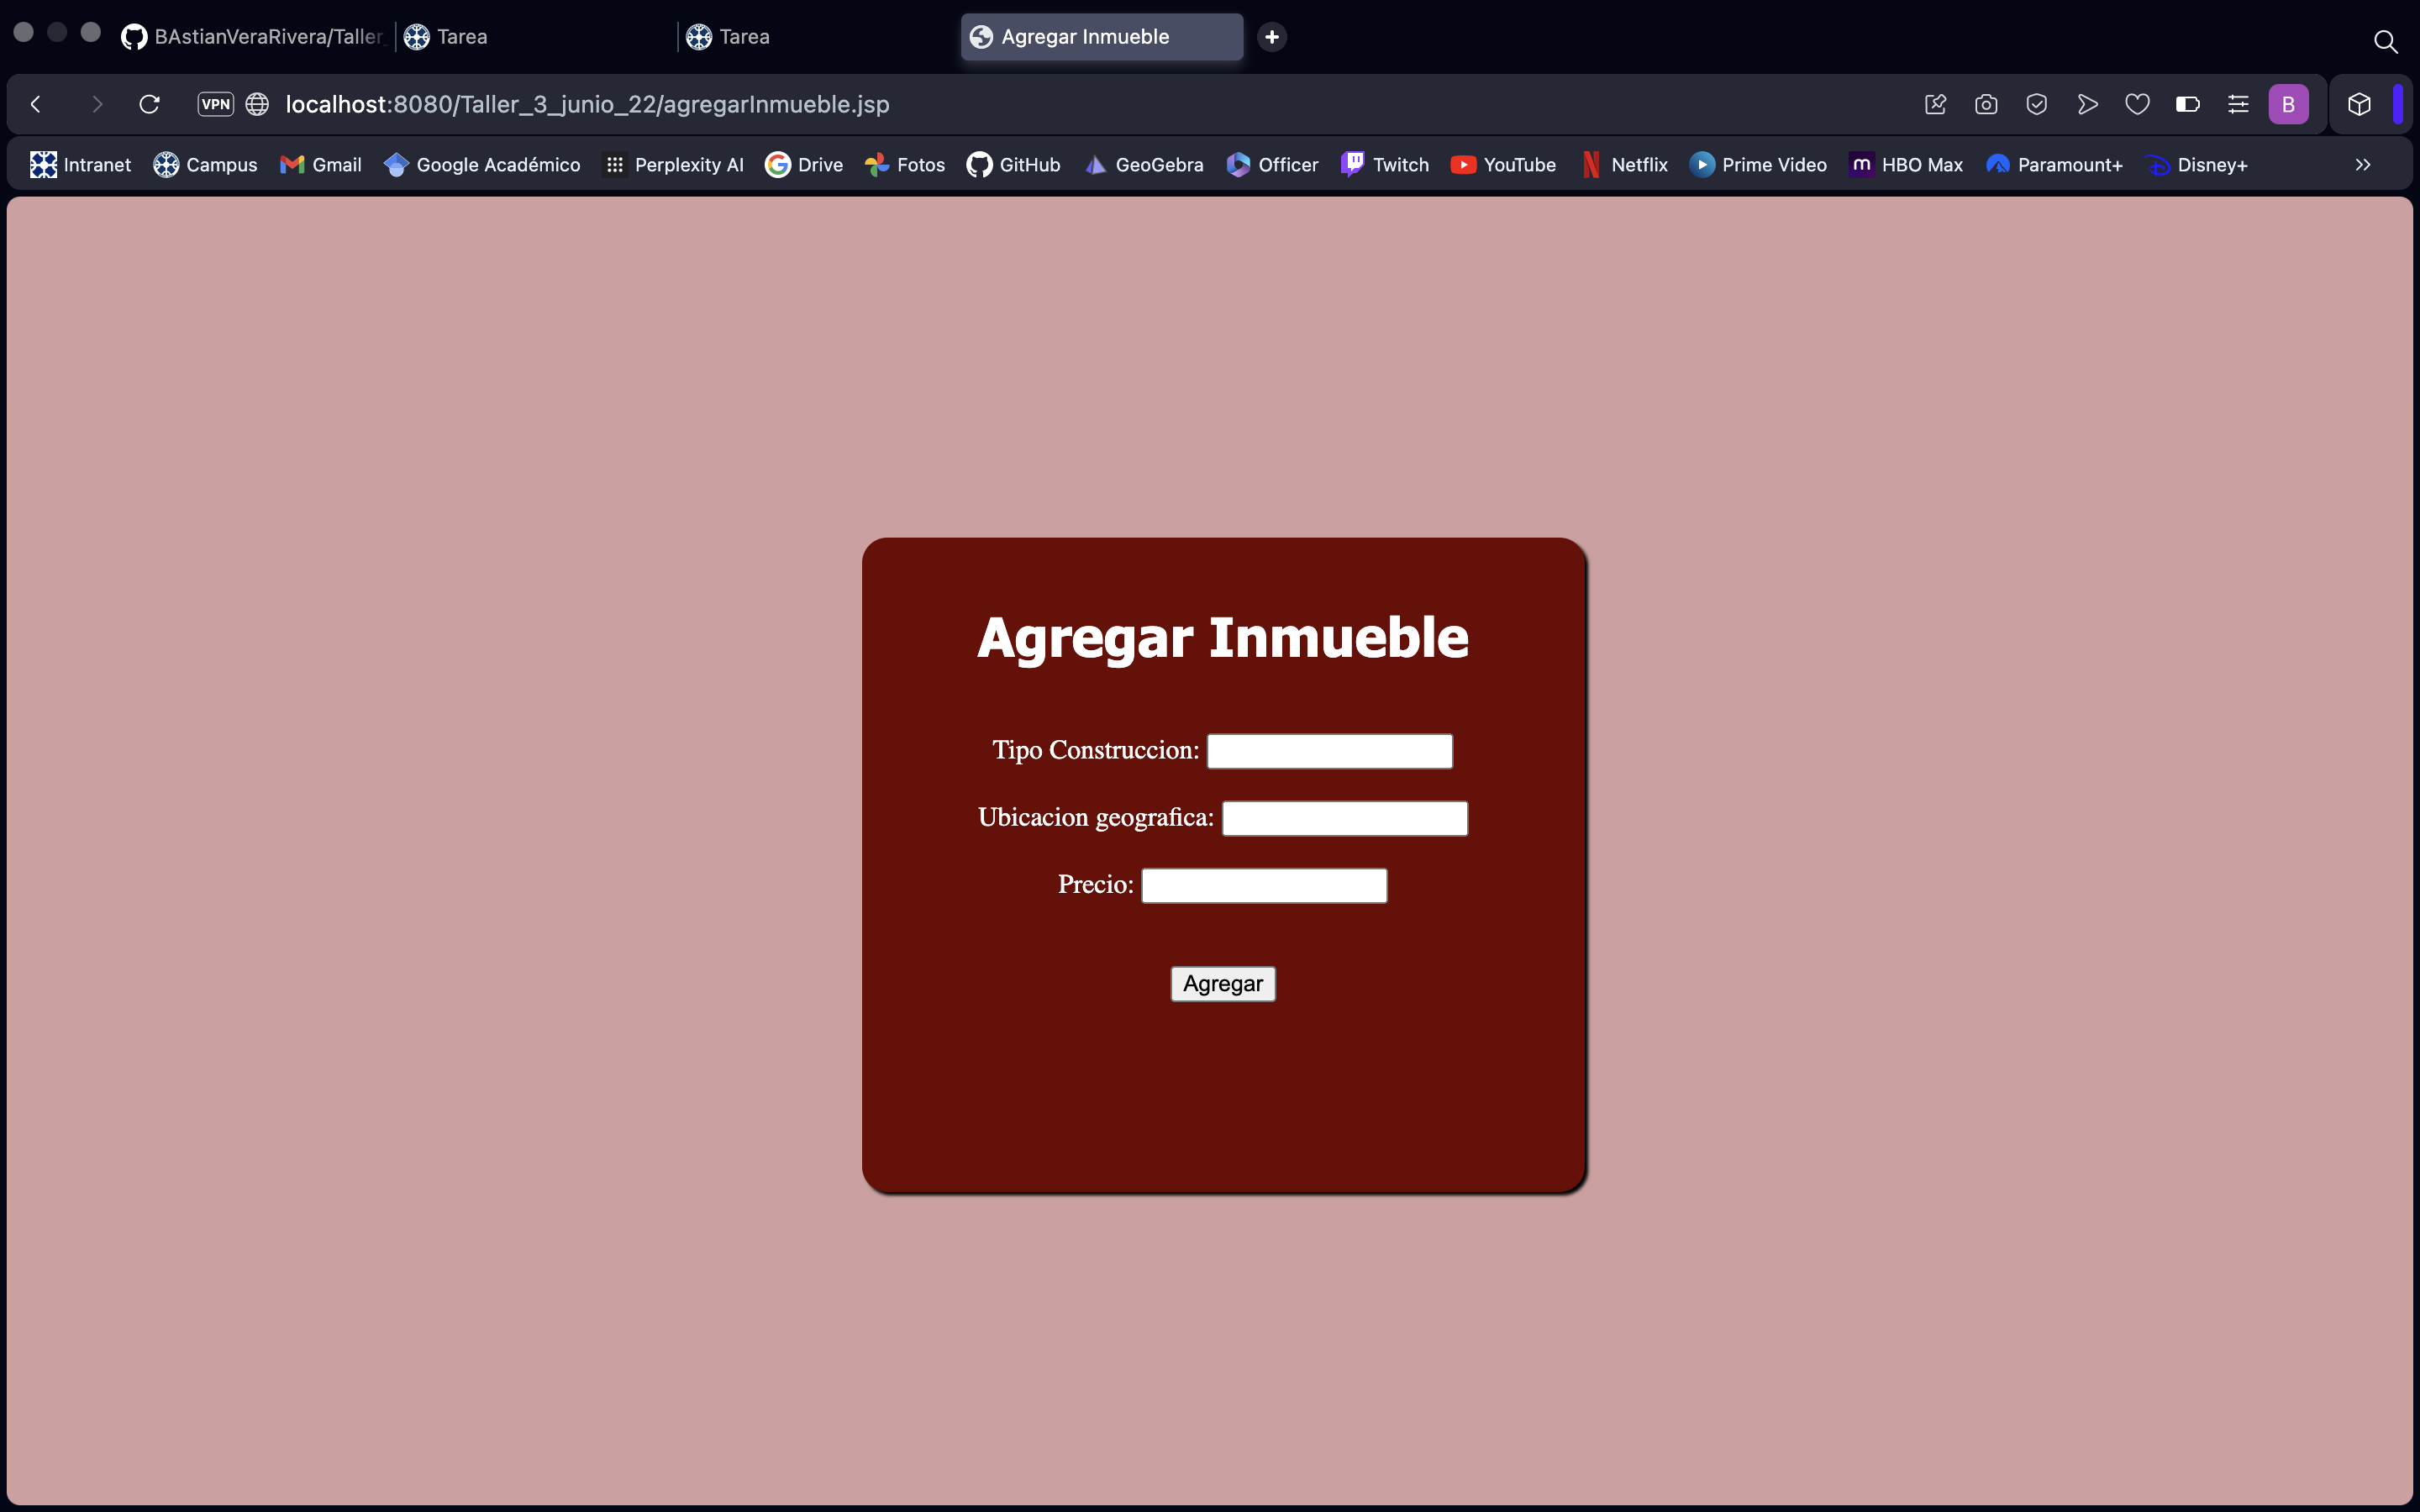 BAstianVeraRivera/Taller_
Tarea
Tarea
Agregar Inmueble
VPN localhost:8080/Taller_3_junio_22/agregarInmueble.jsp B
Intranet Campus Gmail Google Académico Perplexity AI Drive Fotos GitHub GeoGebra Officer Twitch YouTube Netflix Prime Video m HBO Max Paramount+ Disney+
Agregar Inmueble
Tipo Construccion:
Ubicacion geografica:
Precio:
Agregar